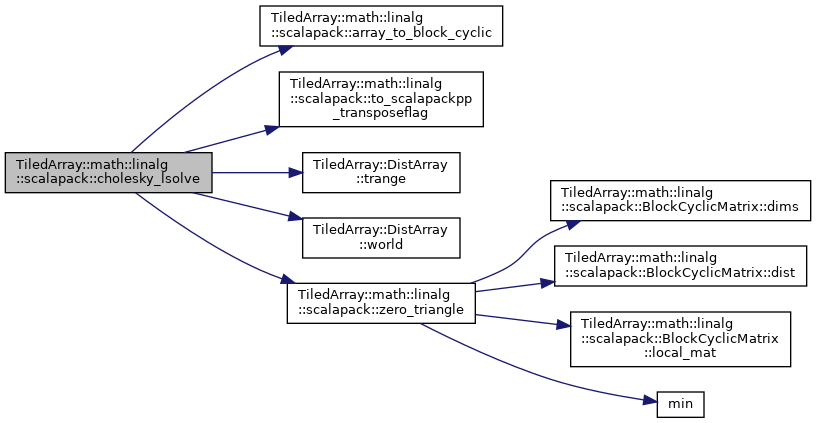 TiledArray::math::linalg
::scalapack::array_to_block_cyclic
TiledArray::math::linalg
::scalapack::to_scalapackpp
_transposeflag
TiledArray::math::linalg
::scalapack::cholesky_lsolve
TiledArray::DistArray
::trange
TiledArray::DistArray
::world
TiledArray::math::linalg
::scalapack::zero_triangle
TiledArray::math::linalg
::scalapack::BlockCyclicMatrix::dims
TiledArray::math::linalg
::scalapack::BlockCyclicMatrix::dist
TiledArray::math::linalg
::scalapack::BlockCyclicMatrix
::local_mat
min